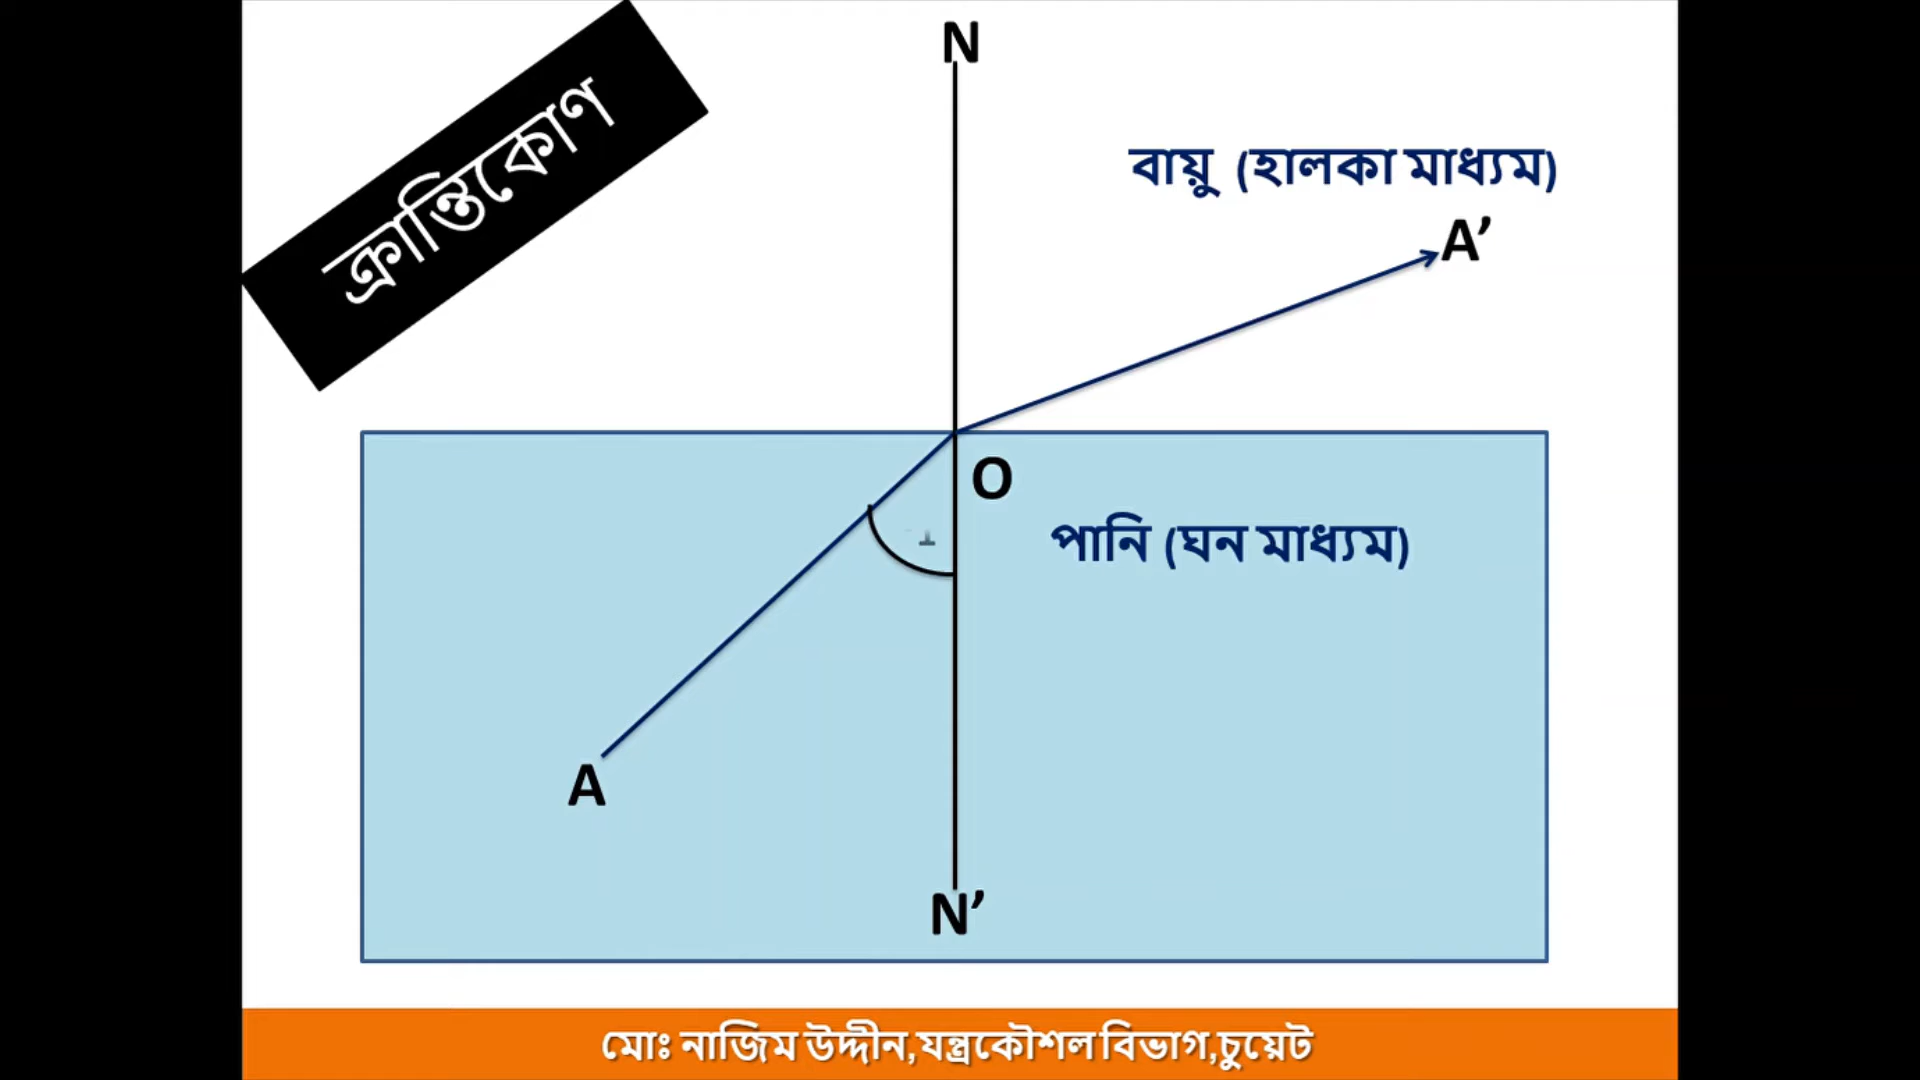 N
ক্রান্তিকোণ
বায়ু (হালকা মাধ্যম)
A’
O
পানি (ঘন মাধ্যম)
A
N’
মোঃ নাজিম উদ্দীন,যন্ত্রকৌশল বিভাগ,চুয়েট